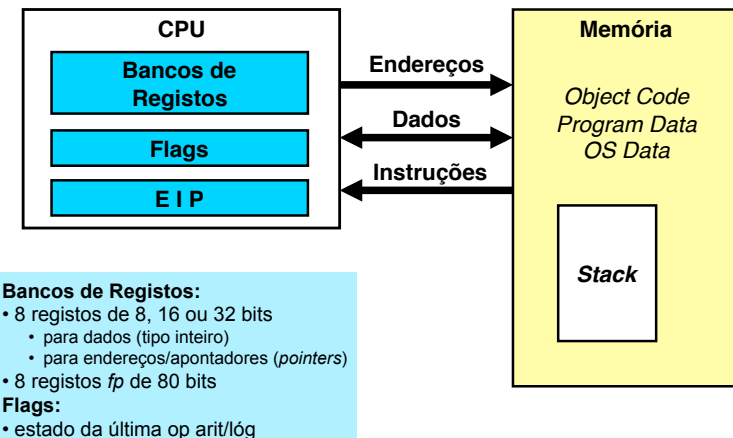 CPU
Bancos de
Registos
Flags
E I P
Endereços
Dados
Instruções
Memória
Object Code
Program Data
OS Data
Stack
Bancos de Registos:
• 8 registos de 8, 16 ou 32 bits
• para dados (tipo inteiro)
• para endereços/apontadores (pointers)
• 8 registos fp de 80 bits
Flags:
• estado da última op arit/lóg